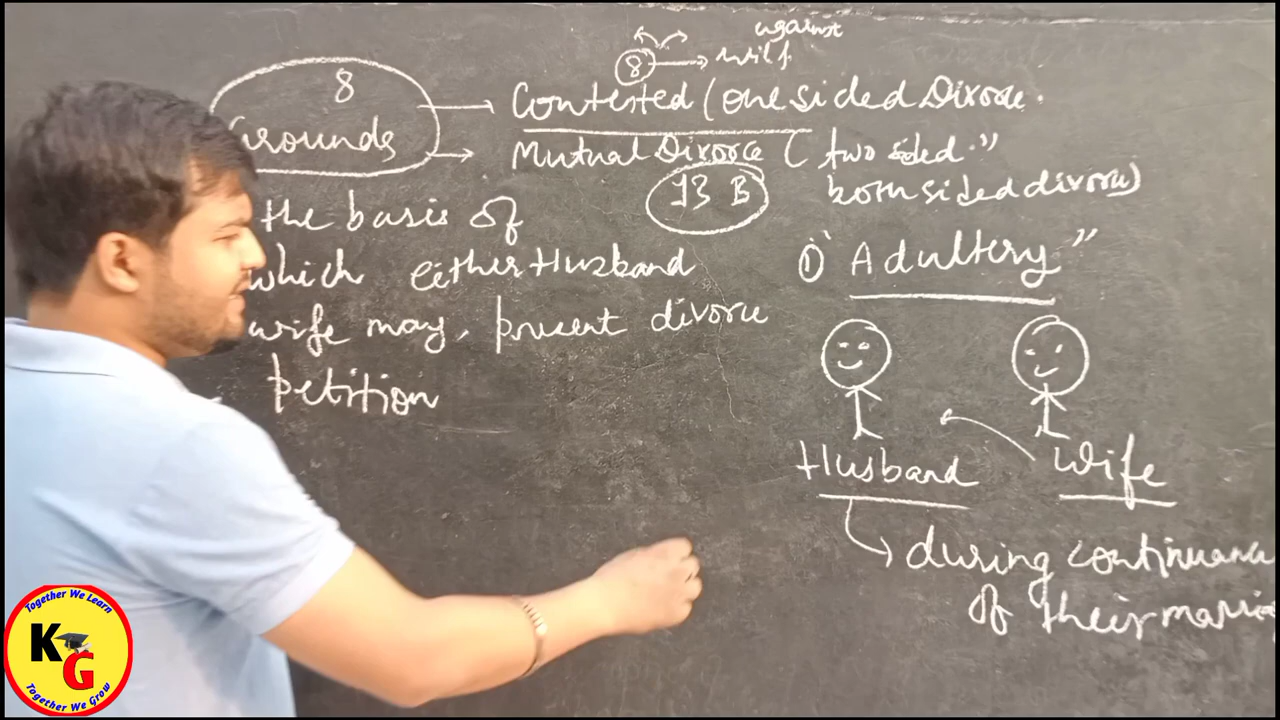 against
8 will
8
Grounds
Contested (one sided Divorce.
Mutual Divorce ( two sided."
both sided divorce)
13 B
the basis of
which either Husband
wife may, present divorce
petition
① "Adultery"
Husband
Wife
during continuance
of their marria
Together We Learn
KG
Together We Grow